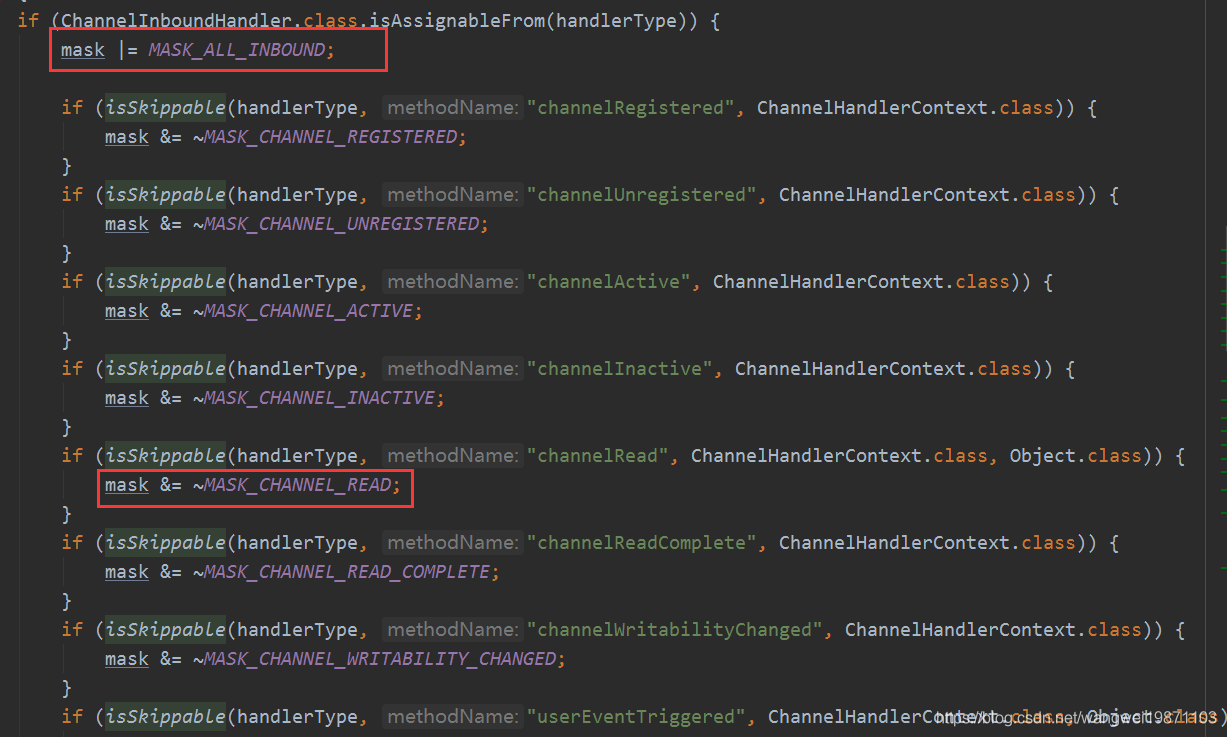 if (ChannelInboundHandler.class.isAssignableFrom(handlerType)) {
mask |= MASK_ALL_INBOUND;
if (isSkippable(handlerType, methodName: "channelRegistered", ChannelHandlerContext.class)) {
mask &= ~MASK_CHANNEL_REGISTERED;
}
if (isSkippable(handlerType, methodName: "channelUnregistered", ChannelHandlerContext.class)) {
mask &= ~MASK_CHANNEL_UNREGISTERED;
}
if (isSkippable(handlerType, methodName: "channelActive", ChannelHandlerContext.class)) {
mask &= ~MASK_CHANNEL_ACTIVE;
}
if (isSkippable(handlerType, methodName: "channelInactive", ChannelHandlerContext.class)) {
mask &= ~MASK_CHANNEL_INACTIVE;
}
if (isSkippable(handlerType, methodName: "channelRead", ChannelHandlerContext.class, Object.class)) {
mask &= ~MASK_CHANNEL_READ;
}
if (isSkippable(handlerType, methodName: "channelReadComplete", ChannelHandlerContext.class)) {
mask &= ~MASK_CHANNEL_READ_COMPLETE;
}
if (isSkippable(handlerType, methodName: "channelWritabilityChanged", ChannelHandlerContext.class)) {
mask &= ~MASK_CHANNEL_WRITABILITY_CHANGED;
}
if (isSkippable(handlerType, methodName: "userEventTriggered", ChannelHandlerContext.class, Object.class)
https://blog.csdn.net/wangwei19871103